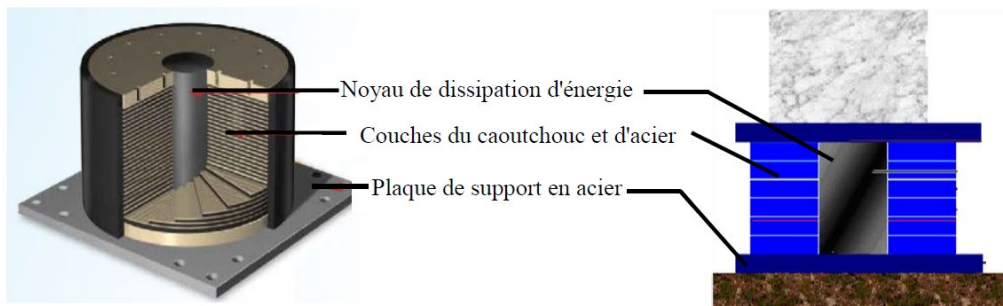 Noyau de dissipation d'énergie
Couches du caoutchouc et d'acier
Plaque de support en acier